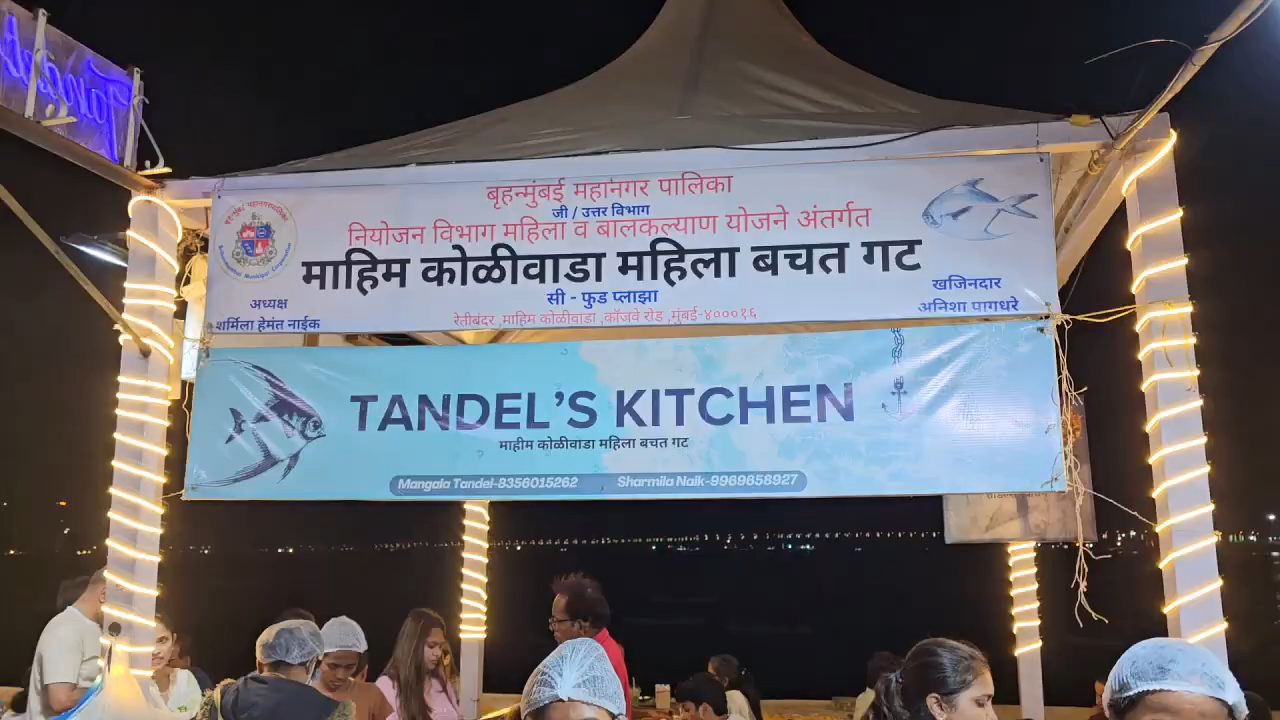 Tandel's
बृहन्मुंबई महानगर पालिका
जी / उत्तर विभाग
नियोजन विभाग महिला व बालकल्याण योजने अंतर्गत
माहिम कोळीवाडा महिला बचत गट
सी - फुड प्लाझा
रेतीबंदर ,माहिम कोळीवाडा ,कॉजवे रोड ,मुंबई-४०००१६
अध्यक्ष
शर्मिला हेमंत नाईक
खजिनदार
अनिशा पागधरे
TANDEL'S KITCHEN
माहीम कोळीवाडा महिला बचत गट
Mangala Tandel-8356015262 Sharmila Naik-9969658927